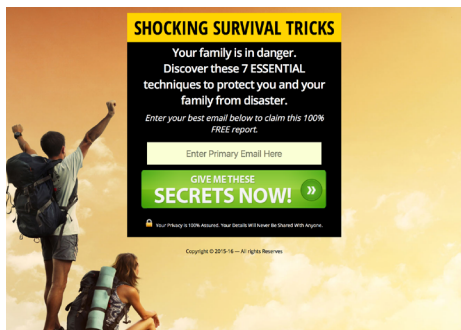 SHOCKING SURVIVAL TRICKS
Your family is in danger.
Discover these 7 ESSENTIAL
techniques to protect you and your
family from disaster.
Enter your best email below to claim this 100%
FREE report.
Enter Primary Email Here
GIVE ME THESE
SECRETS NOW! »
Your Privacy is 100% Assured. Your Details Will Never Be Shared With Anyone.
Copyright © 2015-16 — All rights Reserves